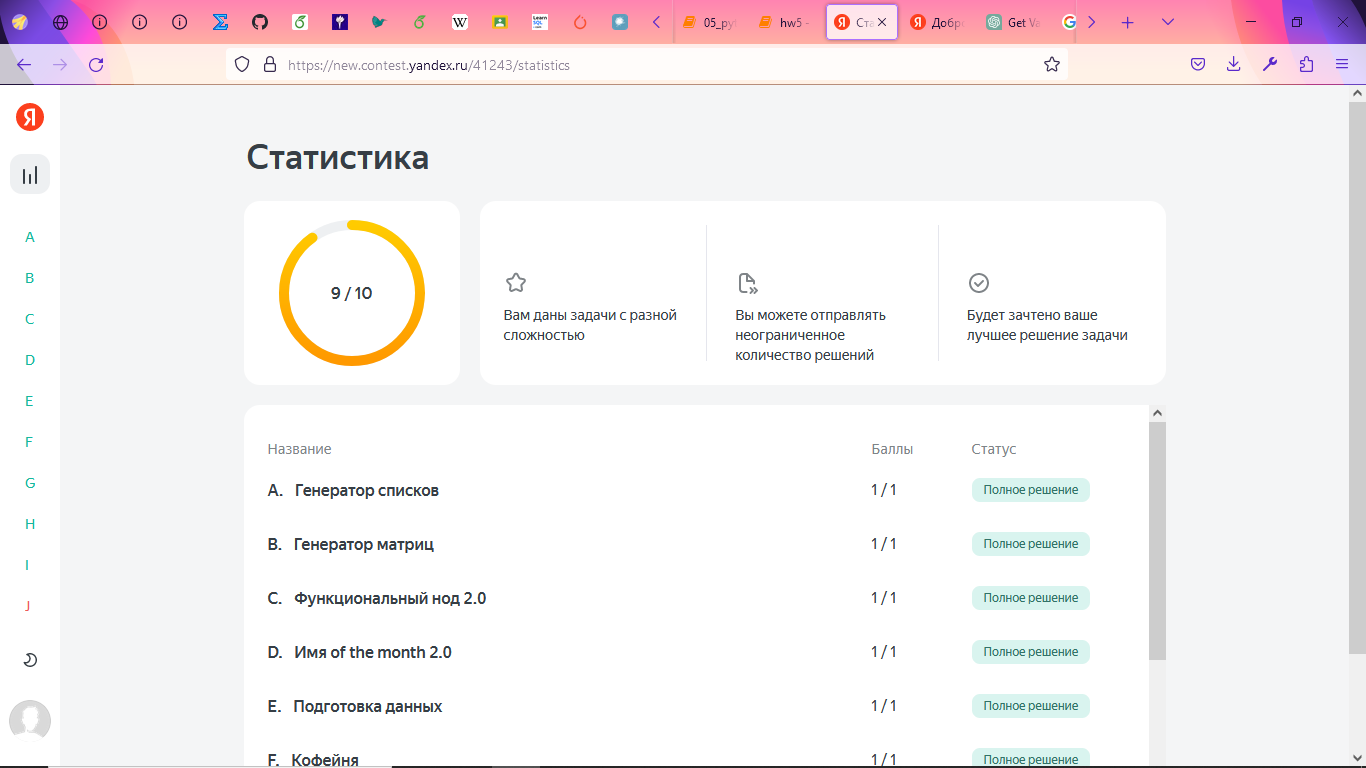 05_py
hw5 -
Я Ста
Я Добр
Get Va
https://new.contest.yandex.ru/41243/statistics
Я
Статистика
A
B
C
D
E
F
G
H
I
J
9 / 10
Вам даны задачи с разной
сложностью
Вы можете отправлять
неограниченное
количество решений
Будет зачтено ваше
лучшее решение задачи
Название Баллы Статус
A. Генератор списков 1 / 1 Полное решение
B. Генератор матриц 1 / 1 Полное решение
C. Функциональный нод 2.0 1 / 1 Полное решение
D. Имя of the month 2.0 1 / 1 Полное решение
E. Подготовка данных 1 / 1 Полное решение
F. Кофейня 1 / 1 Полное решение